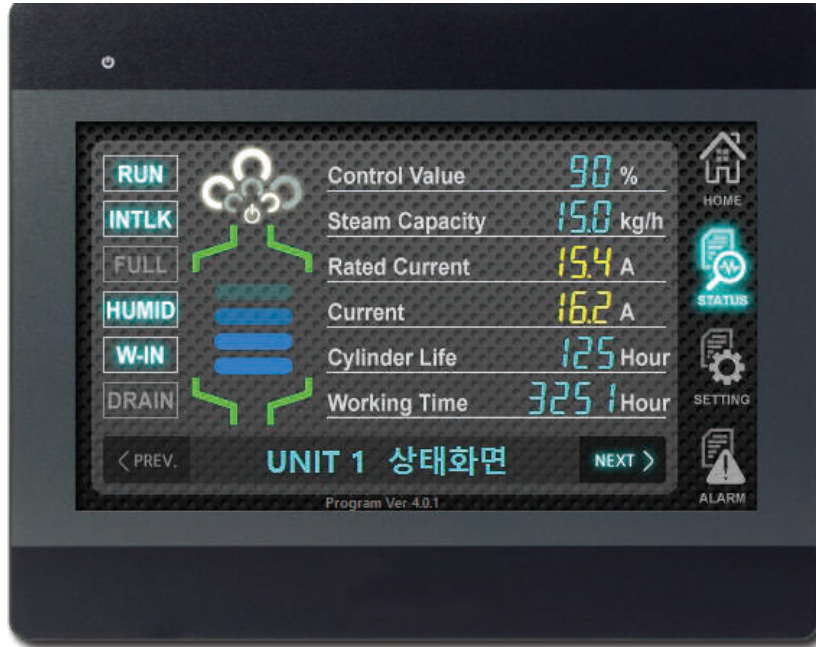 RUN
INTLK
FULL
HUMID
W-IN
DRAIN
Control Value 90 %
Steam Capacity 15.0 kg/h
Rated Current 15.4 A
Current 16.2 A
Cylinder Life 125 Hour
Working Time 3251 Hour
< PREV.
UNIT 1 상태화면
NEXT >
Program Ver 4.0.1
HOME
STATUS
SETTING
ALARM